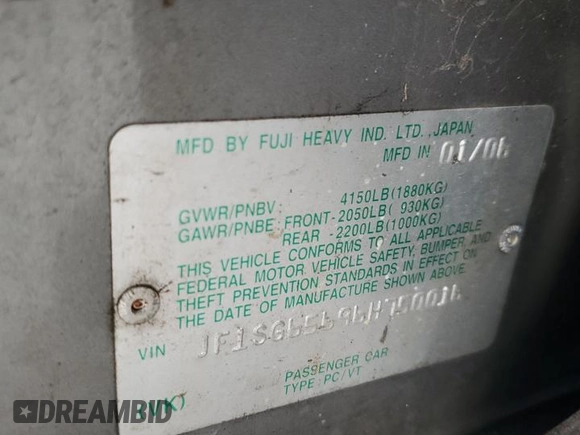 MFD BY FUJI HEAVY IND. LTD. JAPAN
MFD IN 01/06
GVWR/PNBV 4150LB(1880KG)
GAWR/PNBE FRONT-2050LB( 930KG)
REAR -2200LB(1000KG)
THIS VEHICLE CONFORMS TO ALL APPLICABLE
FEDERAL MOTOR VEHICLE SAFETY, BUMPER, AND
THEFT PREVENTION STANDARDS IN EFFECT ON
THE DATE OF MANUFACTURE SHOWN ABOVE.
VIN
PASSENGER CAR
TYPE PC/VT
DREAMBID